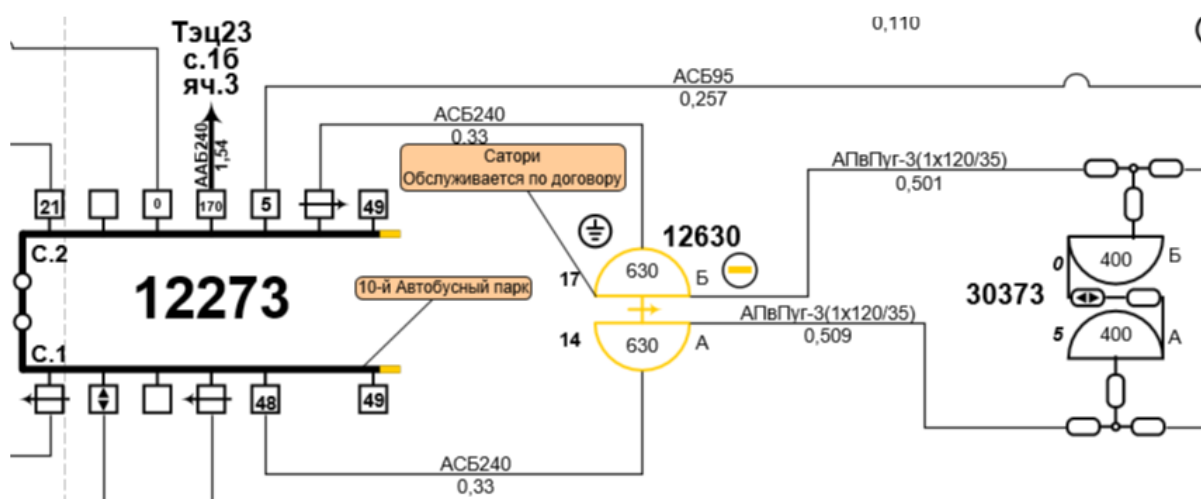 0,110
Тэц23
с.1б
яч.3
ААБ240
1,54
АСБ95
0,257
АСБ240
0,33
Сатори
Обслуживается по договору
АПвПуг-3(1х120/35)
0,501
21
0
170
5
49
С.2
12273
С.1
10-й Автобусный парк
12630
17
630
Б
14
630
А
АПвПуг-3(1х120/35)
0,509
0
400
Б
30373
5
400
А
48
49
АСБ240
0,33